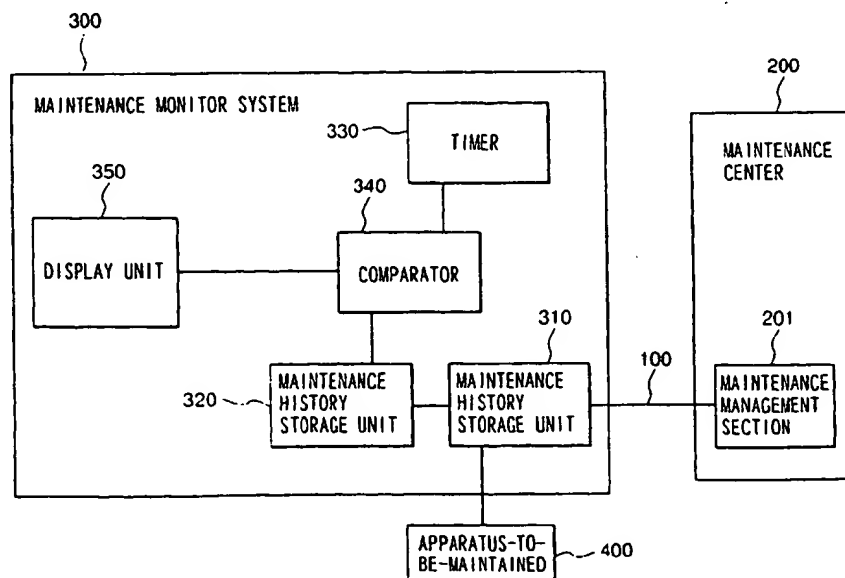 300
MAINTENANCE MONITOR SYSTEM
200
330
TIMER
MAINTENANCE
CENTER
350
340
DISPLAY UNIT
COMPARATOR
310
201
100
320
MAINTENANCE
HISTORY
STORAGE UNIT
MAINTENANCE
HISTORY
STORAGE UNIT
MAINTENANCE
MANAGEMENT
SECTION
APPARATUS-TO-
BE-MAINTAINED
400